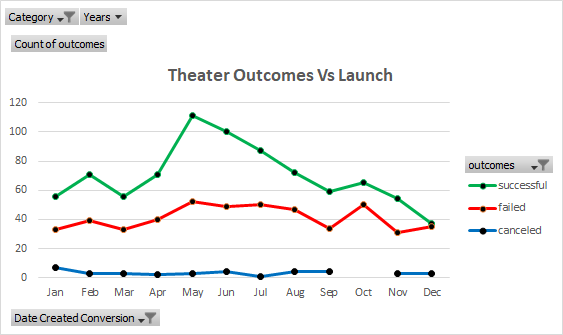 Category Years
Count of outcomes
Theater Outcomes Vs Launch
120
100
80
60
40
20
0
Jan Feb Mar Apr May Jun Jul Aug Sep Oct Nov Dec
outcomes
successful
failed
canceled
Date Created Conversion